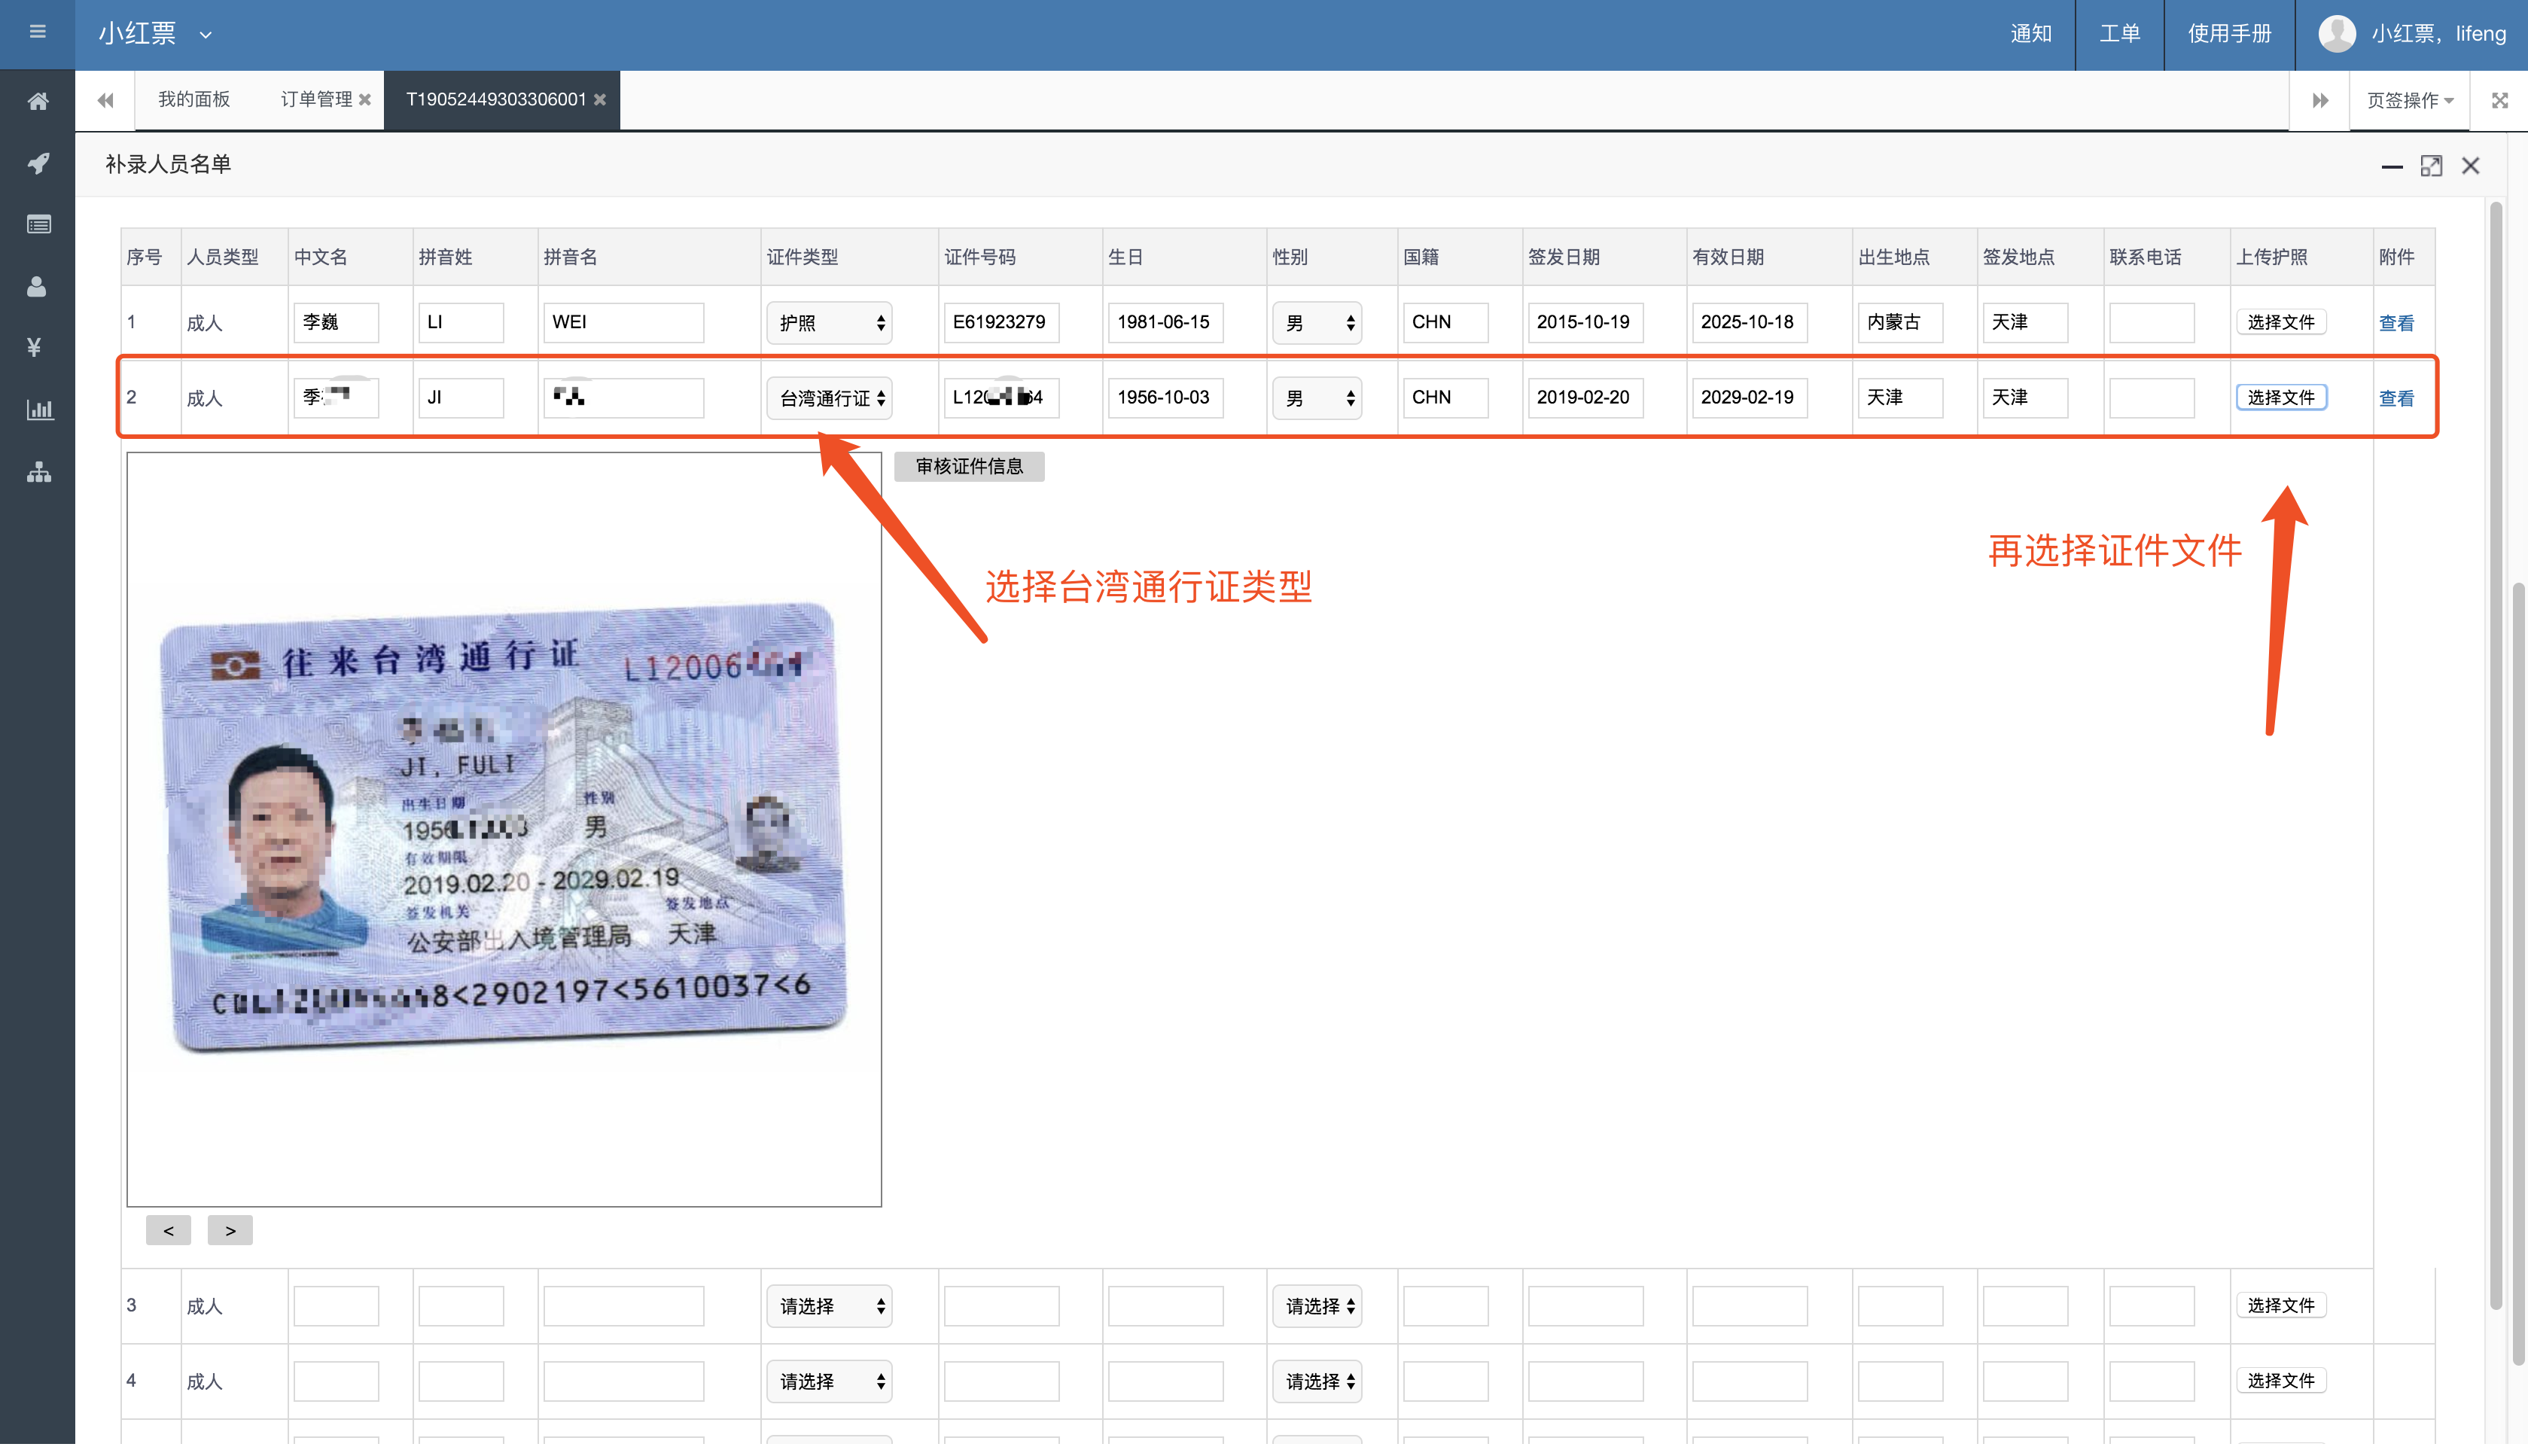 小红票
通知 工单 使用手册 小红票，lifeng
我的面板 订单管理 T19052449303306001 页签操作
补录人员名单
序号 人员类型 中文名 拼音姓 拼音名 证件类型 证件号码 生日 性别 国籍 签发日期 有效日期 出生地点 签发地点 联系电话 上传护照 附件
1 成人 李巍 LI WEI 护照 E61923279 1981-06-15 男 CHN 2015-10-19 2025-10-18 内蒙古 天津 选择文件 查看
2 成人 季 JI 台湾通行证 L120 4 1956-10-03 男 CHN 2019-02-20 2029-02-19 天津 天津 选择文件 查看
审核证件信息
选择台湾通行证类型
再选择证件文件
往来台湾通行证 L12006
JI, FULI
出生日期 性别
195 男
有效期限
2019.02.20 - 2029.02.19
签发机关 签发地点
公安部出入境管理局 天津
8<2902197<5610037<6
< >
3 成人 请选择 请选择 选择文件
4 成人 请选择 请选择 选择文件